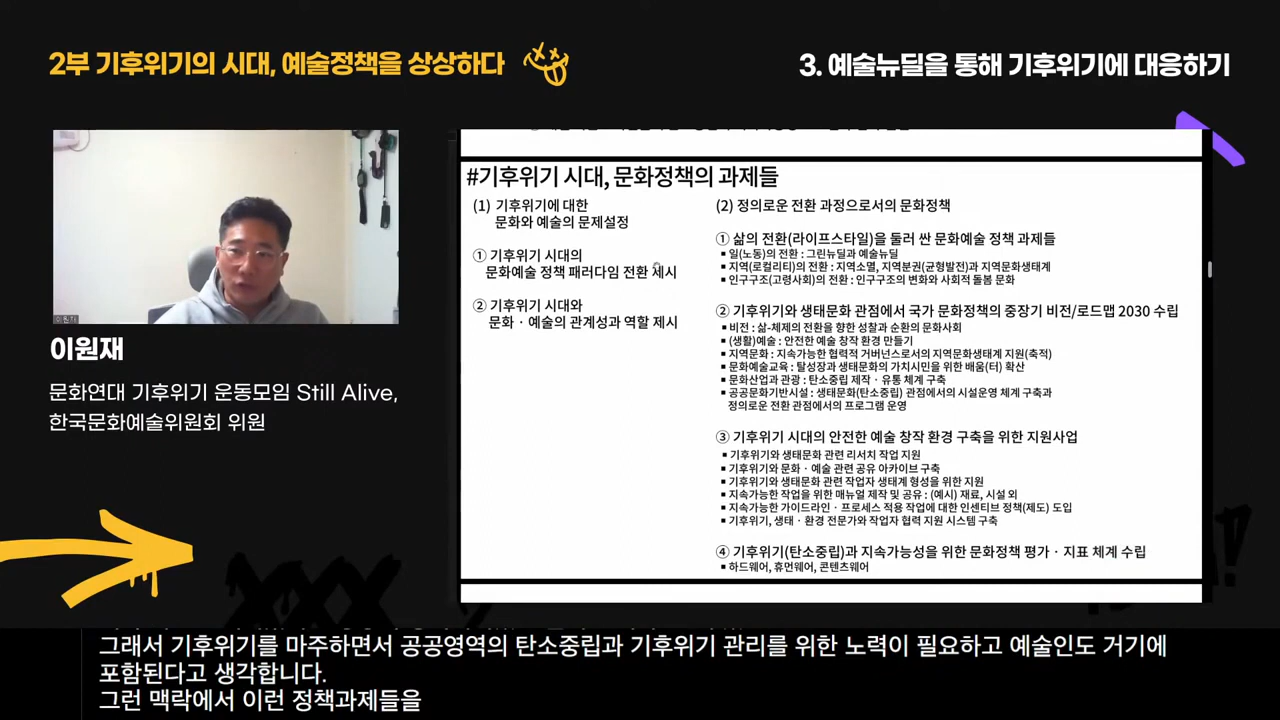 2부 기후위기의 시대, 예술정책을 상상하다
3. 예술뉴딜을 통해 기후위기에 대응하기
이원재
이원재
문화연대 기후위기 운동모임 Still Alive,
한국문화예술위원회 위원
#기후위기 시대, 문화정책의 과제들
(1) 기후위기에 대한
문화와 예술의 문제설정
① 기후위기 시대의
문화예술 정책 패러다임 전환 제시
② 기후위기 시대와
문화 · 예술의 관계성과 역할 제시
(2) 정의로운 전환 과정으로서의 문화정책
① 삶의 전환(라이프스타일)을 둘러 싼 문화예술 정책 과제들
▪ 일(노동)의 전환 : 그린뉴딜과 예술뉴딜
▪ 지역(로컬리티)의 전환 : 지역소멸, 지역분권(균형발전)과 지역문화생태계
▪ 인구구조(고령사회)의 전환 : 인구구조의 변화와 사회적 돌봄 문화
② 기후위기와 생태문화 관점에서 국가 문화정책의 중장기 비전/로드맵 2030 수립
▪ 비전 : 삶-체제의 전환을 향한 성찰과 순환의 문화사회
▪ (생활)예술 : 안전한 예술 창작 환경 만들기
▪ 지역문화 : 지속가능한 협력적 거버넌스로서의 지역문화생태계 지원(축적)
▪ 문화예술교육 : 탈성장과 생태문화의 가치시민을 위한 배움(터) 확산
▪ 문화산업과 관광 : 탄소중립 제작 · 유통 체계 구축
▪ 공공문화기반시설 : 생태문화(탄소중립) 관점에서의 시설운영 체계 구축과
정의로운 전환 관점에서의 프로그램 운영
③ 기후위기 시대의 안전한 예술 창작 환경 구축을 위한 지원사업
▪ 기후위기와 생태문화 관련 리서치 작업 지원
▪ 기후위기와 문화 · 예술 관련 공유 아카이브 구축
▪ 기후위기와 생태문화 관련 작업자 생태계 형성을 위한 지원
▪ 지속가능한 작업을 위한 매뉴얼 제작 및 공유 : (예시) 재료, 시설 외
▪ 지속가능한 가이드라인 · 프로세스 적용 작업에 대한 인센티브 정책(제도) 도입
▪ 기후위기, 생태 · 환경 전문가와 작업자 협력 지원 시스템 구축
④ 기후위기(탄소중립)과 지속가능성을 위한 문화정책 평가 · 지표 체계 수립
▪ 하드웨어, 휴먼웨어, 콘텐츠웨어
그래서 기후위기를 마주하면서 공공영역의 탄소중립과 기후위기 관리를 위한 노력이 필요하고 예술인도 거기에
포함된다고 생각합니다.
그런 맥락에서 이런 정책과제들을